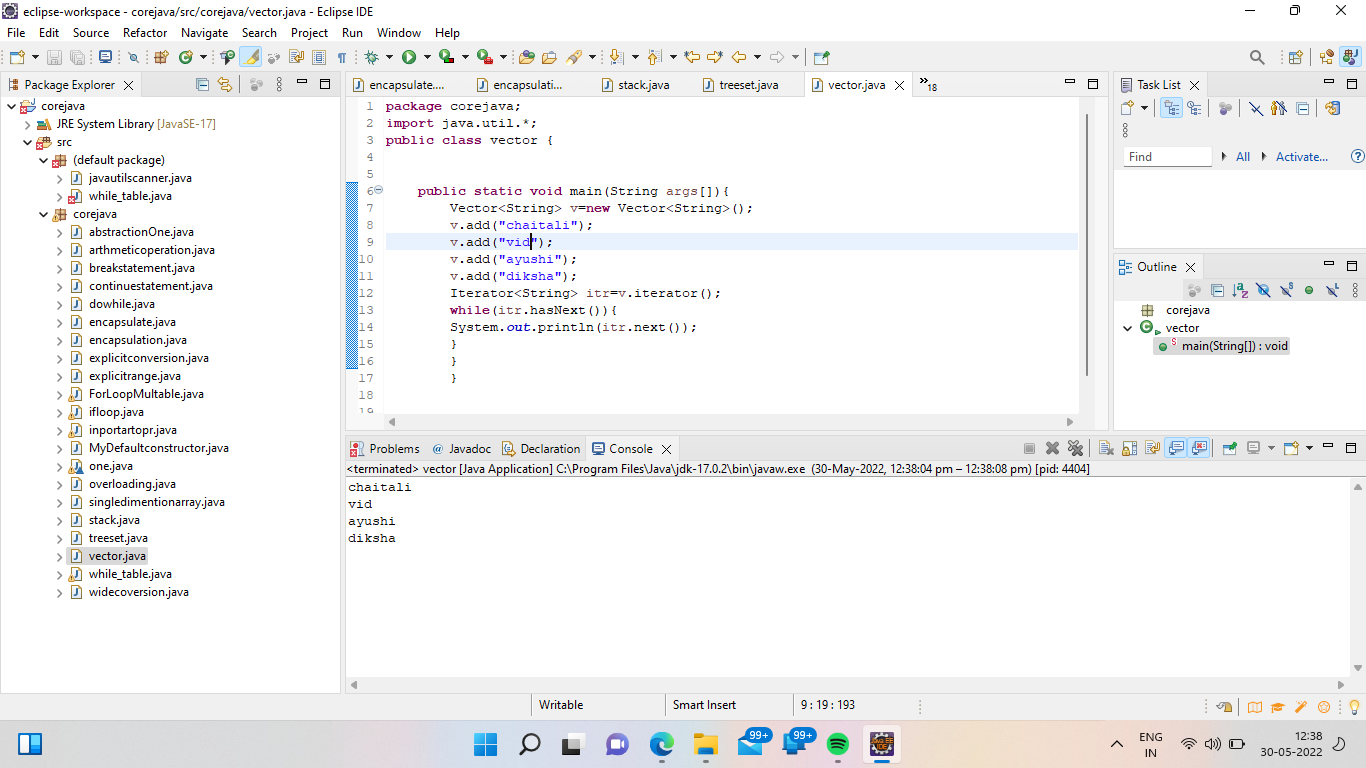 eclipse-workspace - corejava/src/corejava/vector.java - Eclipse IDE
File Edit Source Refactor Navigate Search Project Run Window Help
Package Explorer
corejava
JRE System Library [JavaSE-17]
src
(default package)
javautilscanner.java
while_table.java
corejava
abstractionOne.java
arthmeticoperation.java
breakstatement.java
continuestatement.java
dowhile.java
encapsulate.java
encapsulation.java
explicitconversion.java
explicitrange.java
ForLoopMultable.java
ifloop.java
inportartopr.java
MyDefaultconstructor.java
one.java
overloading.java
singledimentionarray.java
stack.java
treeset.java
vector.java
while_table.java
widecoversion.java
encapsulate.... encapsulati... stack.java treeset.java vector.java »18
1 package corejava;
2 import java.util.*;
3 public class vector {
4
5
6 public static void main(String args[]){
7 Vector<String> v=new Vector<String>();
8 v.add("chaitali");
9 v.add("vid");
10 v.add("ayushi");
11 v.add("diksha");
12 Iterator<String> itr=v.iterator();
13 while(itr.hasNext()){
14 System.out.println(itr.next());
15 }
16 }
17 }
18
19
Task List
Find All Activate...
Outline
corejava
vector
main(String[]) : void
Problems @ Javadoc Declaration Console
<terminated> vector [Java Application] C:\Program Files\Java\jdk-17.0.2\bin\javaw.exe (30-May-2022, 12:38:04 pm – 12:38:08 pm) [pid: 4404]
chaitali
vid
ayushi
diksha
Writable Smart Insert 9 : 19 : 193
99+ 99+
ENG
IN
12:38
30-05-2022